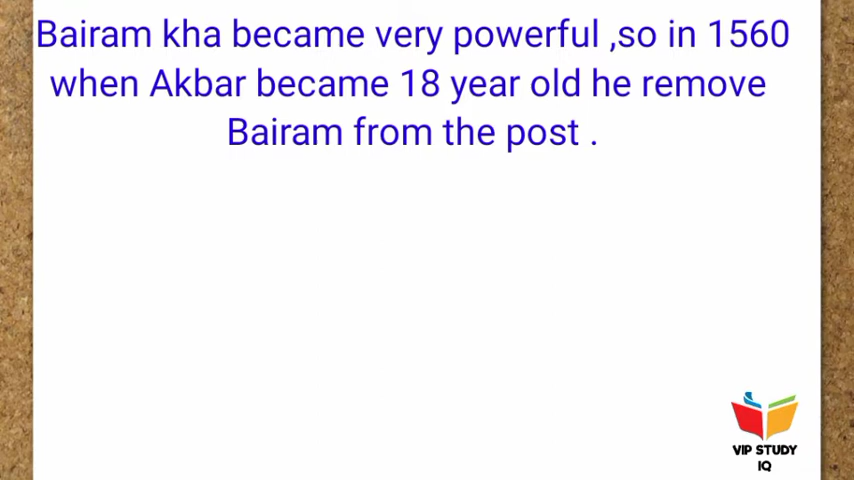 Bairam kha became very powerful ,so in 1560
when Akbar became 18 year old he remove
Bairam from the post .
VIP STUDY
IQ